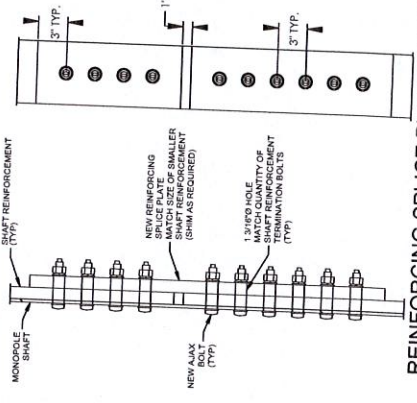 SHAFT REINFORCEMENT
(TYP)
MONOPOLE
SHAFT
NEW REINFORCING
SPLICE PLATE
MATCH SIZE OF SMALLER
SHAFT REINFORCEMENT
(SHIM AS REQUIRED)
1 3/16"Ø HOLE
MATCH QUANTITY OF
SHAFT REINFORCEMENT
TERMINATION BOLTS
(TYP)
NEW AJAX
BOLT
(TYP)
3" TYP.
1"
3" TYP.
REINFORCING SPLICE